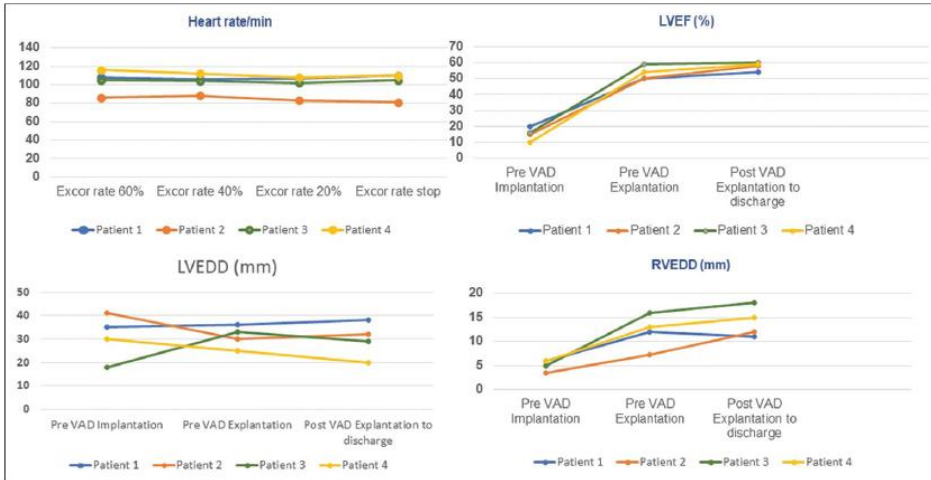 Heart rate/min
140
120
100
80
60
40
20
0
Excor rate 60% Excor rate 40% Excor rate 20% Excor rate stop
Patient 1 Patient 2 Patient 3 Patient 4
LVEF (%)
70
60
50
40
30
20
10
0
Pre VAD Implantation
Pre VAD Explantation
Post VAD Explantation to discharge
Patient 1 Patient 2 Patient 3 Patient 4
LVEDD (mm)
50
40
30
20
10
0
Pre VAD Implantation
Pre VAD Explantation
Post VAD Explantation to discharge
Patient 1 Patient 2 Patient 3 Patient 4
RVEDD (mm)
20
15
10
5
0
Pre VAD Implantation
Pre VAD Explantation
Post VAD Explantation to discharge
Patient 1 Patient 2 Patient 3 Patient 4